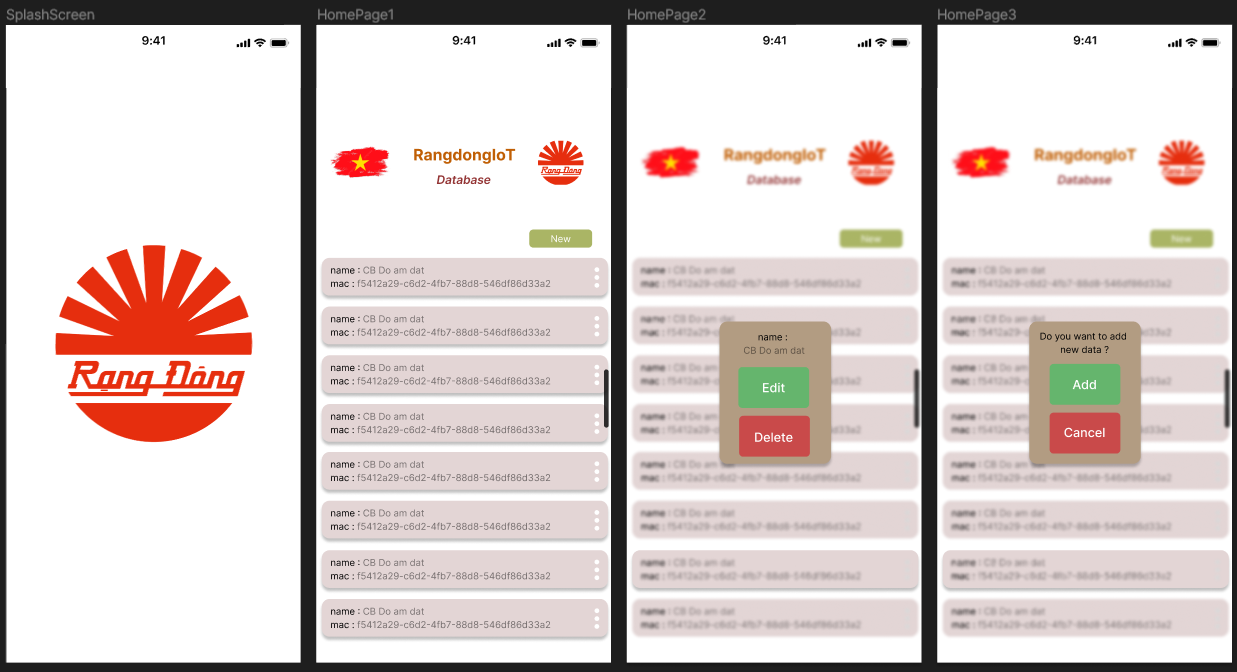 SplashScreen
9:41
Rạng Đông
HomePage1
9:41
RangdongIoT
Database
Rạng Đông
New
name : CB Do am dat
mac : f5412a29-c6d2-4fb7-88d8-546df86d33a2
name : CB Do am dat
mac : f5412a29-c6d2-4fb7-88d8-546df86d33a2
name : CB Do am dat
mac : f5412a29-c6d2-4fb7-88d8-546df86d33a2
name : CB Do am dat
mac : f5412a29-c6d2-4fb7-88d8-546df86d33a2
name : CB Do am dat
mac : f5412a29-c6d2-4fb7-88d8-546df86d33a2
name : CB Do am dat
mac : f5412a29-c6d2-4fb7-88d8-546df86d33a2
name : CB Do am dat
mac : f5412a29-c6d2-4fb7-88d8-546df86d33a2
name : CB Do am dat
mac : f5412a29-c6d2-4fb7-88d8-546df86d33a2
HomePage2
9:41
RangdongIoT
Database
Rạng Đông
New
name : CB Do am dat
mac : f5412a29-c6d2-4fb7-88d8-546df86d33a2
name : CB Do am dat
mac : f5412a29-c6d2-4fb7-88d8-546df86d33a2
name :
CB Do am dat
Edit
Delete
name : CB Do am dat
mac : f5412a29-c6d2-4fb7-88d8-546df86d33a2
name : CB Do am dat
mac : f5412a29-c6d2-4fb7-88d8-546df86d33a2
name : CB Do am dat
mac : f5412a29-c6d2-4fb7-88d8-546df86d33a2
HomePage3
9:41
RangdongIoT
Database
Rạng Đông
New
name : CB Do am dat
mac : f5412a29-c6d2-4fb7-88d8-546df86d33a2
Do you want to add
new data ?
Add
Cancel
name : CB Do am dat
mac : f5412a29-c6d2-4fb7-88d8-546df86d33a2
name : CB Do am dat
mac : f5412a29-c6d2-4fb7-88d8-546df86d33a2
name : CB Do am dat
mac : f5412a29-c6d2-4fb7-88d8-546df86d33a2